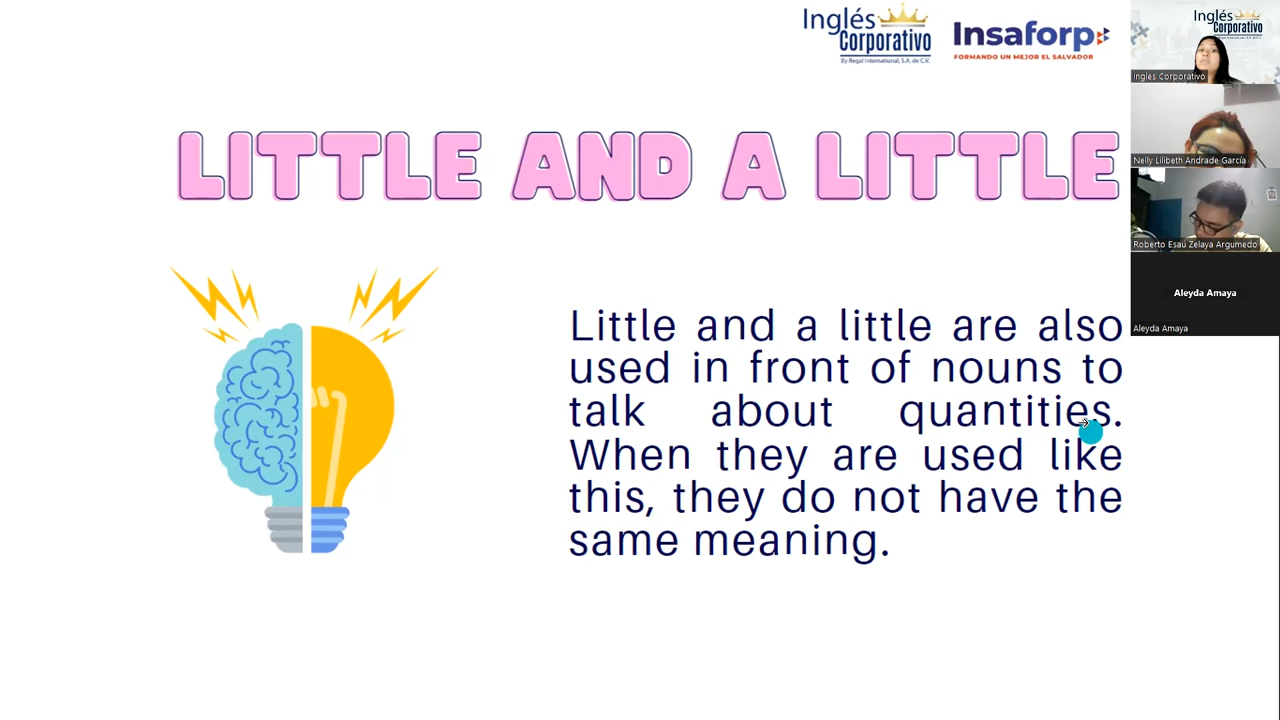 Inglés
Corporativo
By Regal International, S.A. de C.V.
Insaforp
FORMANDO UN MEJOR EL SALVADOR
LITTLE AND A LITTLE
Little and a little are also
used in front of nouns to
talk about quantities.
When they are used like
this, they do not have the
same meaning.
Inglés
Corporativo
Ingles Corporativo
Nelly Lilibeth Andrade García
Roberto Esaú Zelaya Argumedo
Aleyda Amaya
Aleyda Amaya